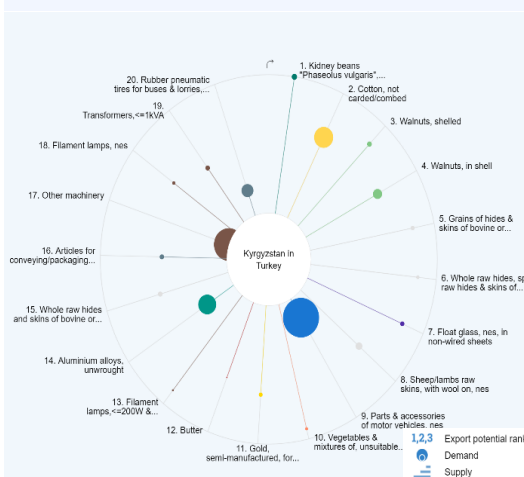 1. Kidney beans
"Phaseolus vulgaris",...
2. Cotton, not
carded/combed
3. Walnuts, shelled
4. Walnuts, in shell
5. Grains of hides &
skins of bovine or...
6. Whole raw hides, sp
raw hides & skins of...
7. Float glass, nes, in
non-wired sheets
8. Sheep/lambs raw
skins, with wool on, nes
9. Parts & accessories
of motor vehicles, nes
10. Vegetables &
mixtures of, unsuitable...
11. Gold,
semi-manufactured, for...
12. Butter
13. Filament
lamps,<=200W &...
14. Aluminium alloys,
unwrought
15. Whole raw hides
and skins of bovine or...
16. Articles for
conveying/packaging...
17. Other machinery
18. Filament lamps, nes
19.
Transformers,<=1kVA
20. Rubber pneumatic
tires for buses & lorries,...
Kyrgyzstan in
Turkey
1,2,3 Export potential rank
Demand
Supply